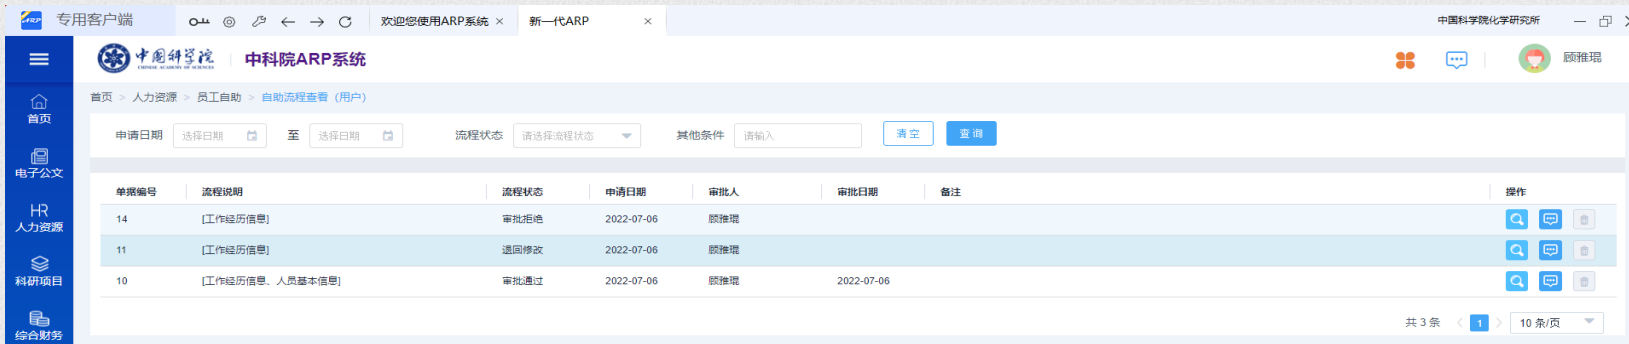 ARP 专用客户端 欢迎您使用ARP系统 × 新一代ARP × 中国科学院化学研究所
中国科学院 CHINESE ACADEMY OF SCIENCES 中科院ARP系统 顾雅琨
首页 > 人力资源 > 员工自助 > 自助流程查看（用户）
申请日期 选择日期 至 选择日期 流程状态 请选择流程状态 其他条件 请输入 清空 查询
单据编号 流程说明 流程状态 申请日期 审批人 审批日期 备注 操作
14 [工作经历信息] 审批拒绝 2022-07-06 顾雅琨
11 [工作经历信息] 退回修改 2022-07-06 顾雅琨
10 [工作经历信息、人员基本信息] 审批通过 2022-07-06 顾雅琨 2022-07-06
共 3 条 < 1 > 10 条/页
首页
电子公文
HR
人力资源
科研项目
综合财务